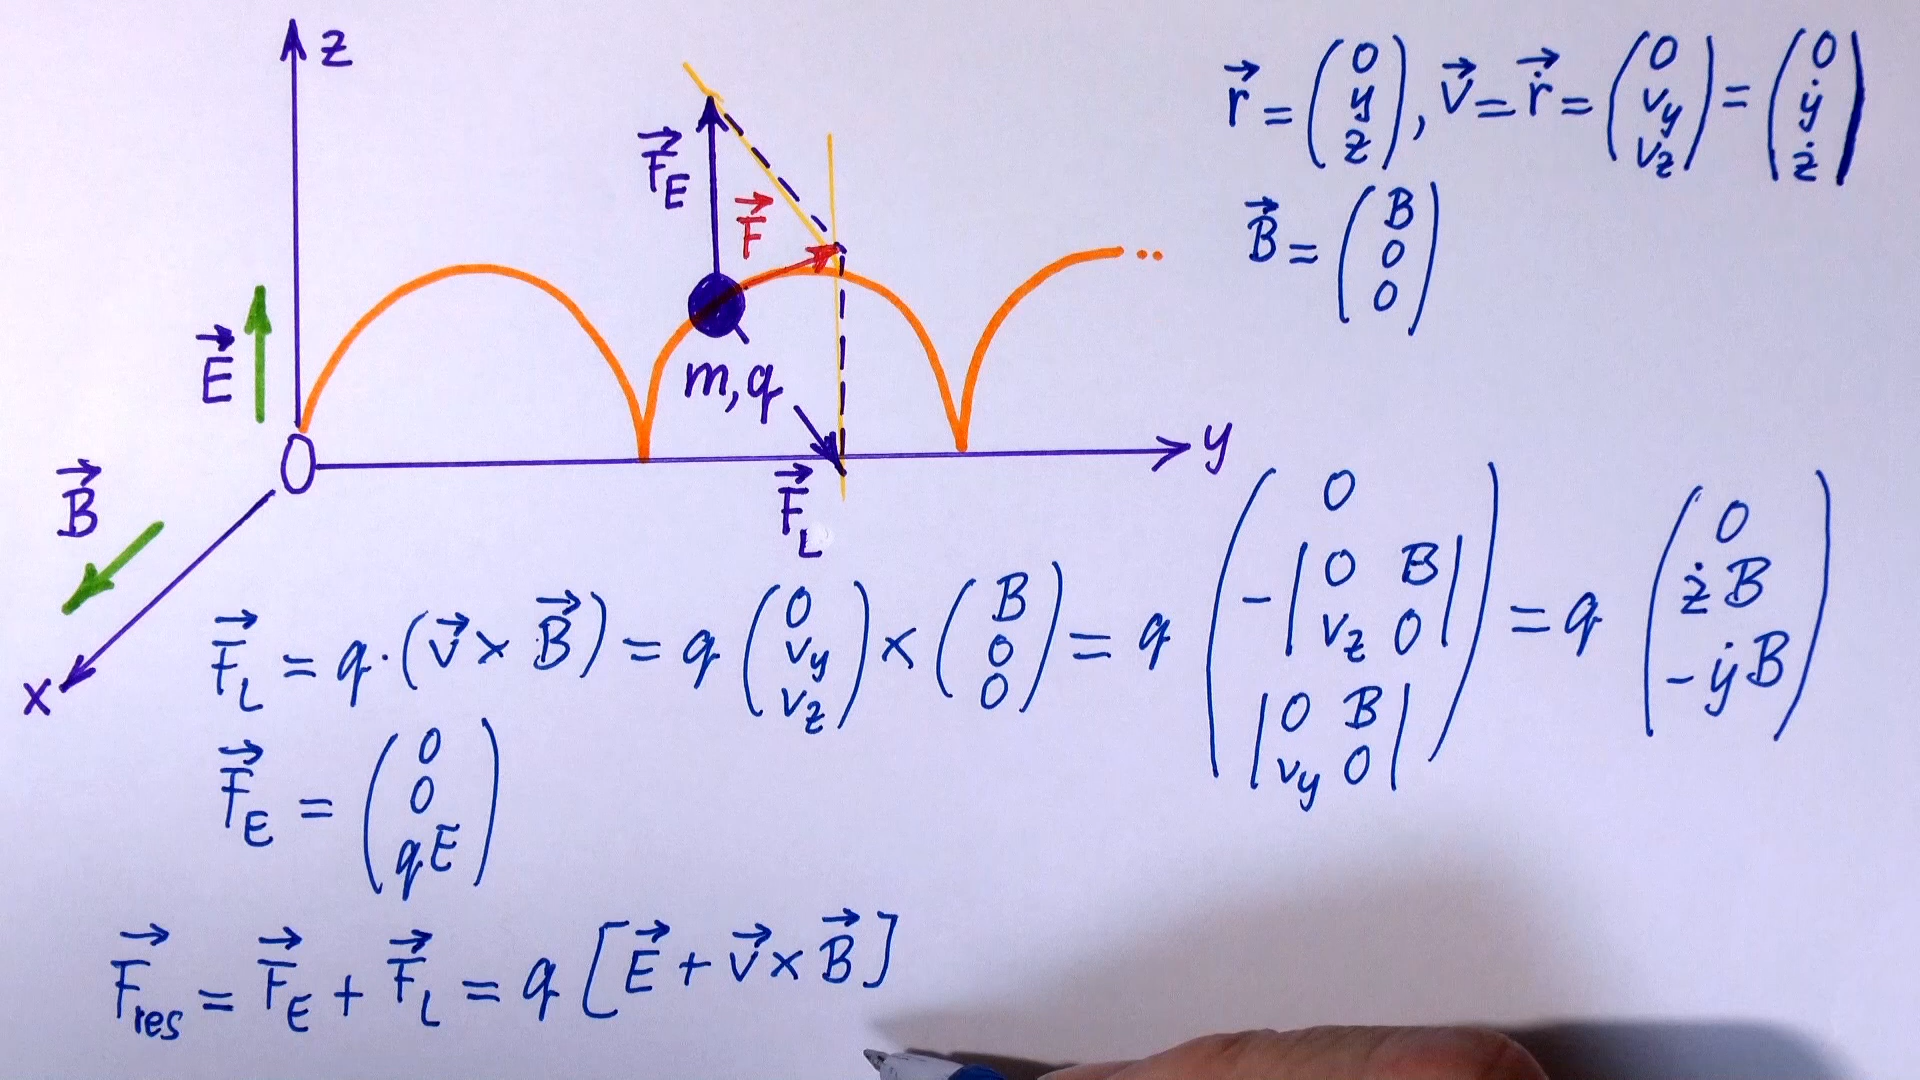 z
r⃗ = (0 y z), v⃗ = ṙ⃗ = (0 v_y v_z) = (0 ẏ ż)
B⃗ = (B 0 0)
F⃗_E
F⃗
E⃗
m, q
O
y
B⃗
F⃗_L
x
F⃗_L = q·(v⃗ × B⃗) = q (0 v_y v_z) × (B 0 0) = q (0 -|0 B v_z 0| |0 B v_y 0|) = q (0 żB -ẏB)
F⃗_E = (0 0 qE)
F⃗_res = F⃗_E + F⃗_L = q [E⃗ + v⃗ × B⃗]